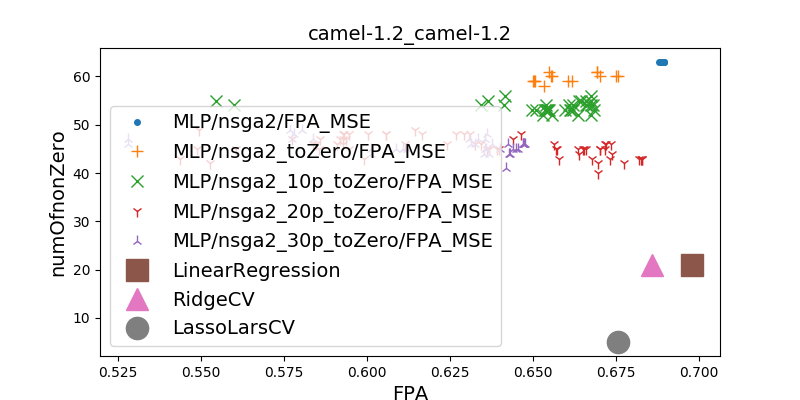 camel-1.2_camel-1.2
numOfnonZero
60
50
40
30
20
10
MLP/nsga2/FPA_MSE
MLP/nsga2_toZero/FPA_MSE
MLP/nsga2_10p_toZero/FPA_MSE
MLP/nsga2_20p_toZero/FPA_MSE
MLP/nsga2_30p_toZero/FPA_MSE
LinearRegression
RidgeCV
LassoLarsCV
0.525 0.550 0.575 0.600 0.625 0.650 0.675 0.700
FPA